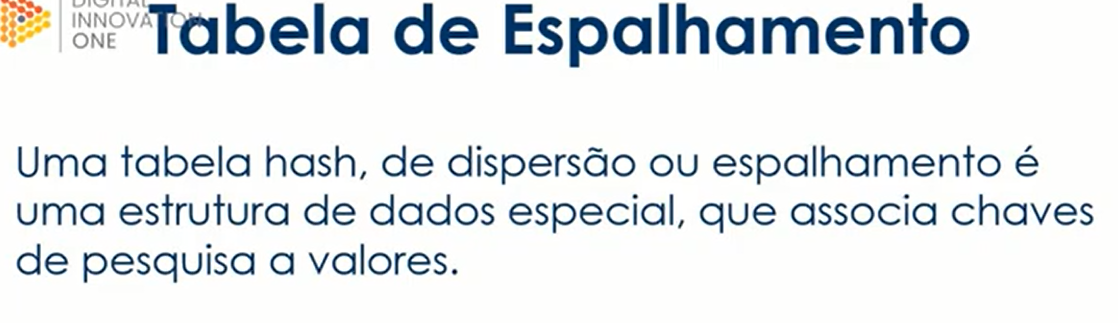 DIGITAL
INNOVATION
ONE
Tabela de Espalhamento
Uma tabela hash, de dispersão ou espalhamento é
uma estrutura de dados especial, que associa chaves
de pesquisa a valores.